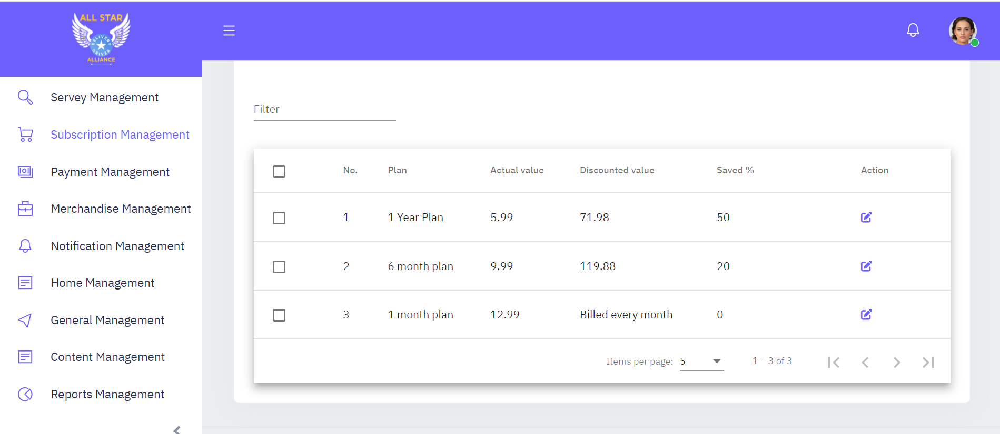 ALL STAR
DELIVERY
DRIVER
ALLIANCE
Servey Management
Subscription Management
Payment Management
Merchandise Management
Notification Management
Home Management
General Management
Content Management
Reports Management
Filter
No. Plan Actual value Discounted value Saved % Action
1 1 Year Plan 5.99 71.98 50
2 6 month plan 9.99 119.88 20
3 1 month plan 12.99 Billed every month 0
Items per page: 5 1 – 3 of 3